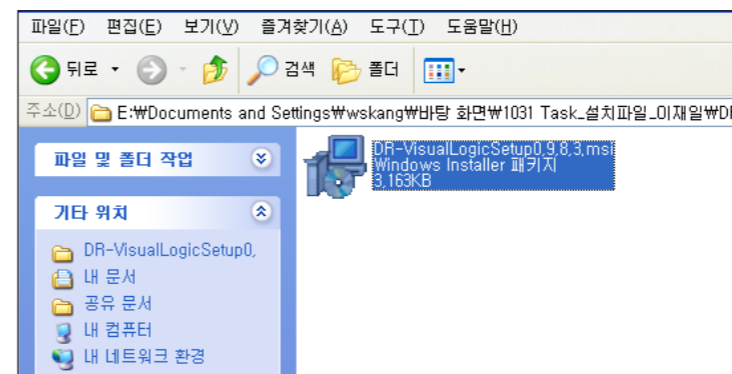 파일(F) 편집(E) 보기(V) 즐겨찾기(A) 도구(T) 도움말(H)
뒤로 검색 폴더
주소(D) E:₩Documents and Settings₩wskang₩바탕 화면₩1031 Task_설치파일_이재일₩DI
파일 및 폴더 작업
DR-VisualLogicSetup0,9,8,3,msi
Windows Installer 패키지
3,163KB
기타 위치
DR-VisualLogicSetup0,
내 문서
공유 문서
내 컴퓨터
내 네트워크 환경